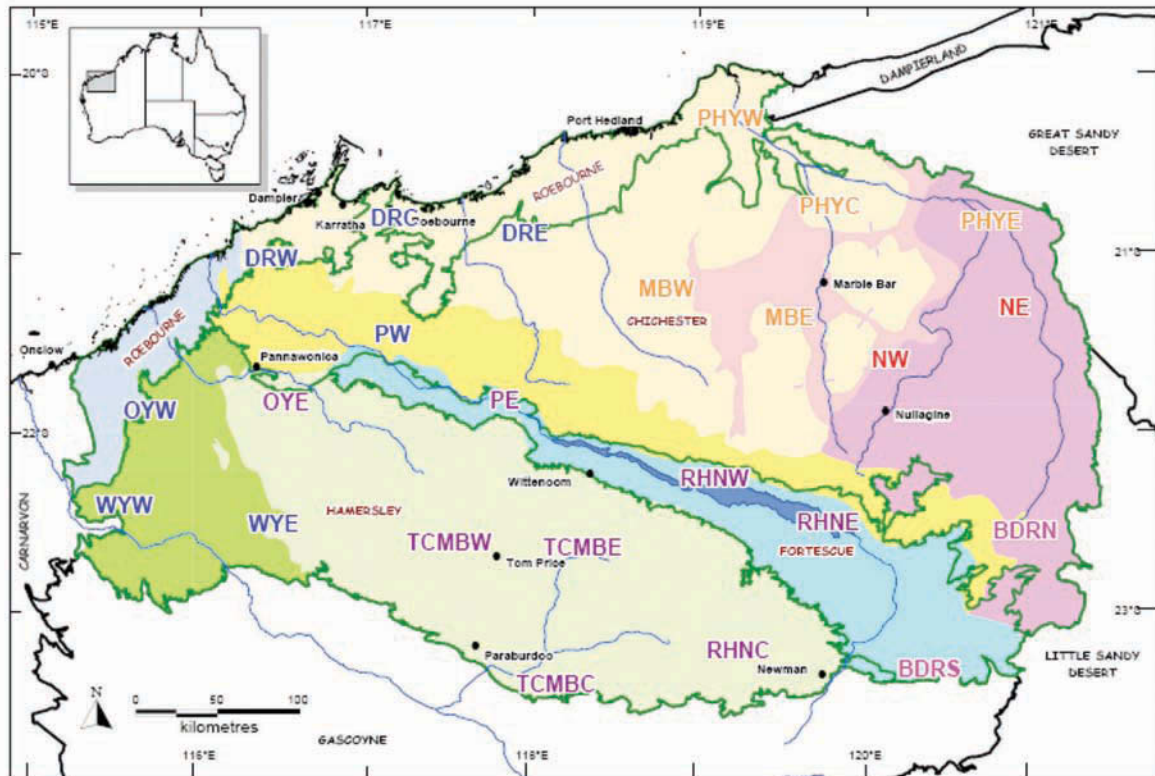 115°E
117°E
119°E
121°E
20°S
DAMPIERLAND
PHYW
Port Hedland
GREAT SANDY
DESERT
ROEBOURNE
Dampier
Karratha
DRC
Roebourne
PHYC
PHYE
DRE
21°S
DRW
21°S
MBW
Marble Bar
NE
CHICHESTER
MBE
ROEBOURNE
PW
Onslow
Pannawonica
NW
OYW
OYE
PE
Nullagine
22°S
22°S
Wittenoom
RHNW
WYW
WYE
HAMERSLEY
RHNE
BDRN
TCMBW
TCMBE
FORTESCUE
CARNARVON
Tom Price
23°S
23°S
Paraburdoo
RHNC
Newman
BDRS
LITTLE SANDY
DESERT
TCMBC
N
0 50 100
kilometres
GASCOYNE
116°E
118°E
120°E